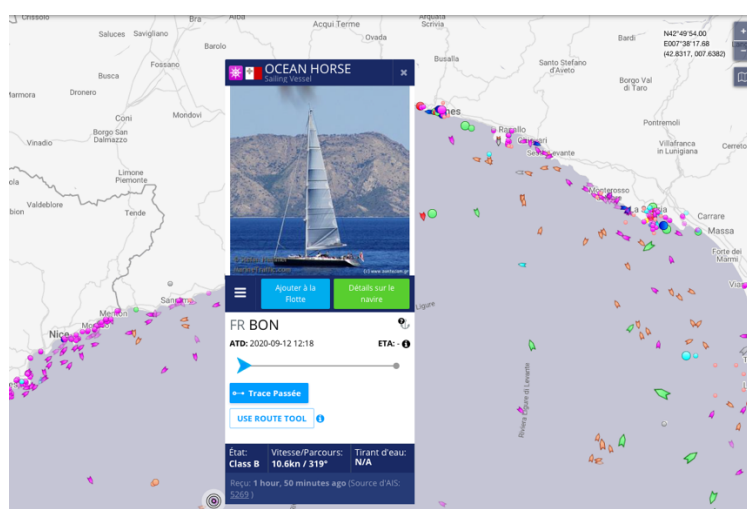 Crissolo
Bra
Alba
Acqui Terme
Arquata
Scrivia
Saluces
Savigliano
Ovada
Barolo
Bardi
N42°49'54.00
E007°38'17.68
(42.8317, 007.6382)
Fossano
Busalla
Santo Stefano
d'Aveto
Busca
Borgo Val
di Taro
Dronero
Coni
Mondovi
Pontremoli
Vinadio
Borgo San
Dalmazzo
Rapallo
Villafranca
in Lunigiana
Limone
Piemonte
Monterosso
Valdeblore
Tende
Carrare
Massa
Forte dei
Marmi
Menton
Nice
Ligure
Riviera Ligure di Levante
OCEAN HORSE
Sailing Vessel
×
MarineTraffic.com
Ajouter à la
Flotte
Détails sur le
navire
FR BON
ATD: 2020-09-12 12:18
ETA: -
Trace Passée
USE ROUTE TOOL
État:
Class B
Vitesse/Parcours:
10.6kn / 319°
Tirant d'eau:
N/A
Reçu: 1 hour, 50 minutes ago (Source d'AIS:
5269 )